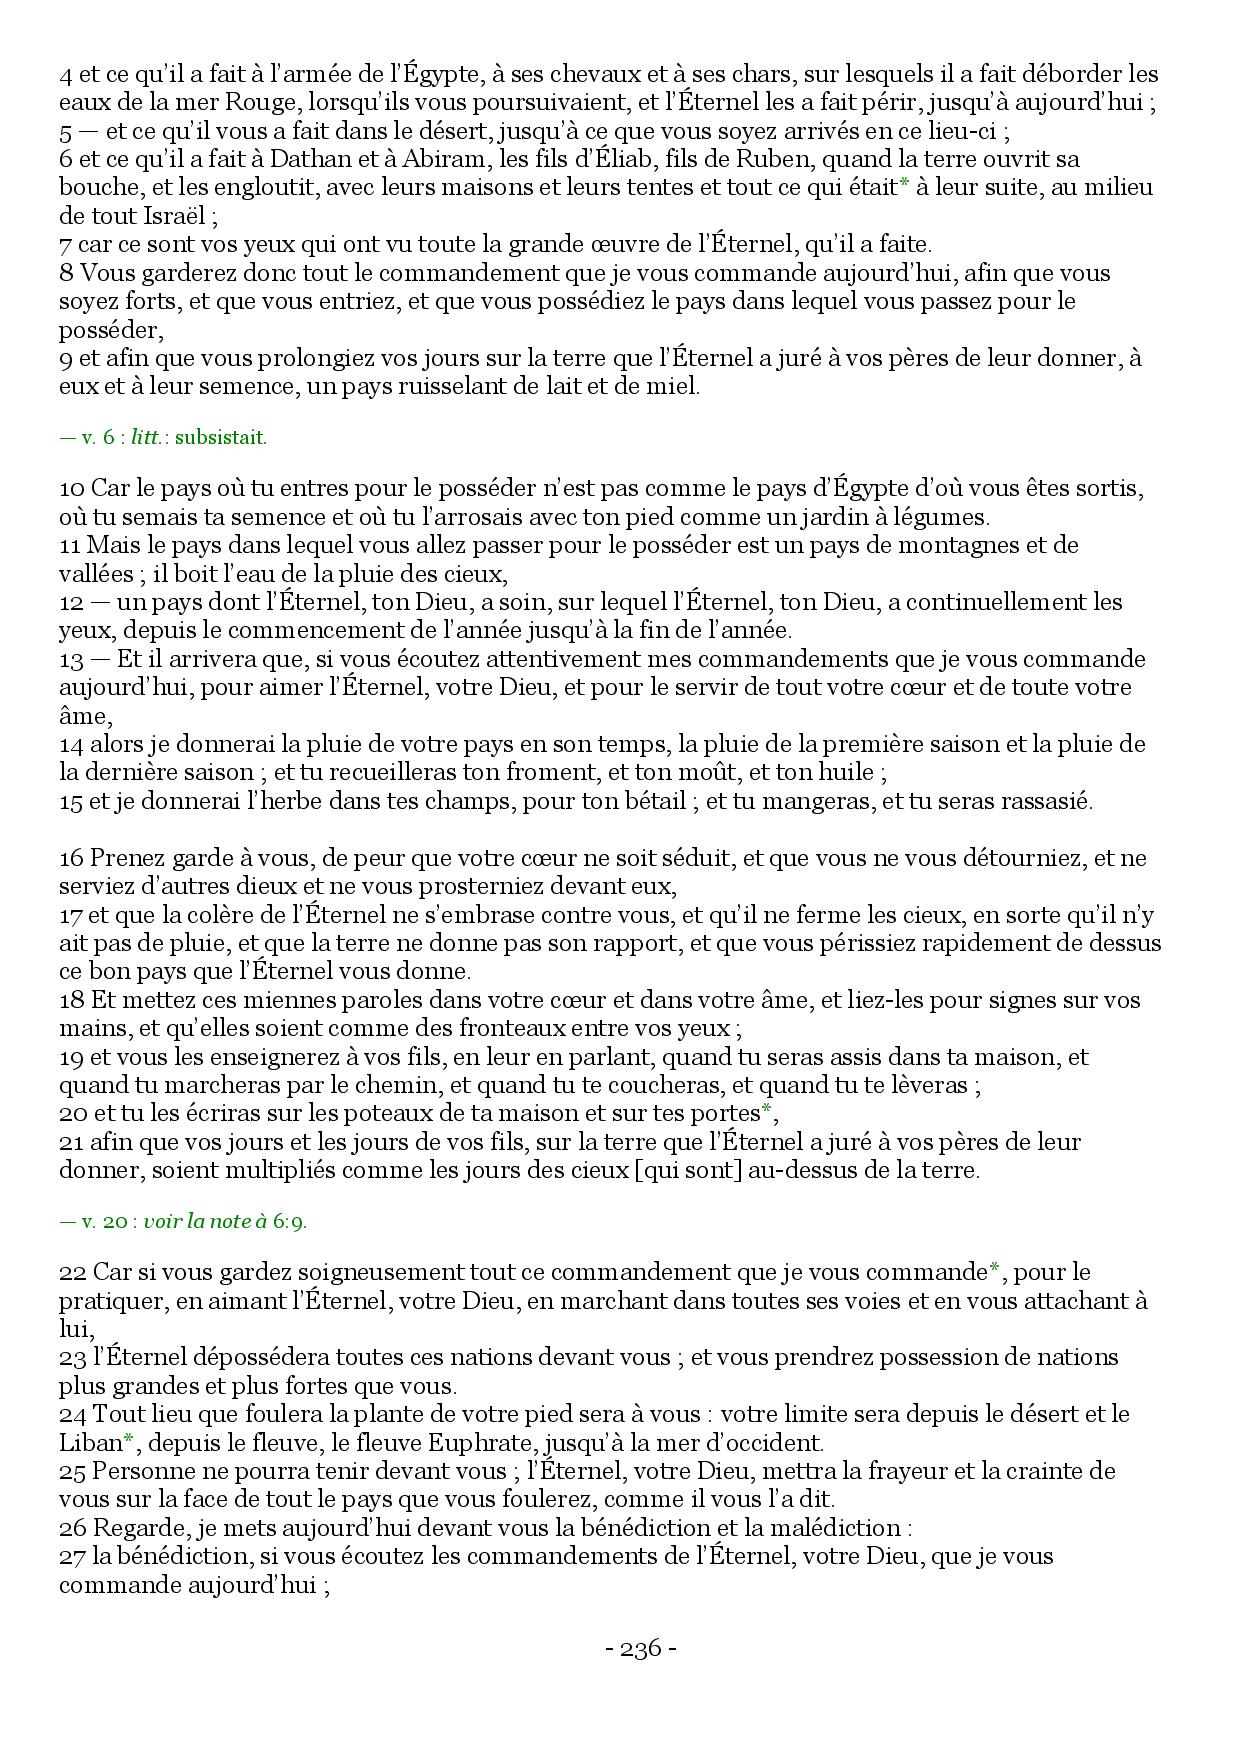 4 et ce qu’il a fait à l’armée de l’Égypte, à ses chevaux et à ses chars, sur lesquels il a fait déborder les
eaux de la mer Rouge, lorsqu’ils vous poursuivaient, et l’Éternel les a fait périr, jusqu’à aujourd’hui ;
5 — et ce qu’il vous a fait dans le désert, jusqu’à ce que vous soyez arrivés en ce lieu-ci ;
6 et ce qu’il a fait à Dathan et à Abiram, les fils d’Éliab, fils de Ruben, quand la terre ouvrit sa
bouche, et les engloutit, avec leurs maisons et leurs tentes et tout ce qui était* à leur suite, au milieu
de tout Israël ;
7 car ce sont vos yeux qui ont vu toute la grande œuvre de l’Éternel, qu’il a faite.
8 Vous garderez donc tout le commandement que je vous commande aujourd’hui, afin que vous
soyez forts, et que vous entriez, et que vous possédiez le pays dans lequel vous passez pour le
posséder,
9 et afin que vous prolongiez vos jours sur la terre que l’Éternel a juré à vos pères de leur donner, à
eux et à leur semence, un pays ruisselant de lait et de miel.
— v. 6 : litt.: subsistait.
10 Car le pays où tu entres pour le posséder n’est pas comme le pays d’Égypte d’où vous êtes sortis,
où tu semais ta semence et où tu l’arrosais avec ton pied comme un jardin à légumes.
11 Mais le pays dans lequel vous allez passer pour le posséder est un pays de montagnes et de
vallées ; il boit l’eau de la pluie des cieux,
12 — un pays dont l’Éternel, ton Dieu, a soin, sur lequel l’Éternel, ton Dieu, a continuellement les
yeux, depuis le commencement de l’année jusqu’à la fin de l’année.
13 — Et il arrivera que, si vous écoutez attentivement mes commandements que je vous commande
aujourd’hui, pour aimer l’Éternel, votre Dieu, et pour le servir de tout votre cœur et de toute votre
âme,
14 alors je donnerai la pluie de votre pays en son temps, la pluie de la première saison et la pluie de
la dernière saison ; et tu recueilleras ton froment, et ton moût, et ton huile ;
15 et je donnerai l’herbe dans tes champs, pour ton bétail ; et tu mangeras, et tu seras rassasié.
16 Prenez garde à vous, de peur que votre cœur ne soit séduit, et que vous ne vous détourniez, et ne
serviez d’autres dieux et ne vous prosterniez devant eux,
17 et que la colère de l’Éternel ne s’embrase contre vous, et qu’il ne ferme les cieux, en sorte qu’il n’y
ait pas de pluie, et que la terre ne donne pas son rapport, et que vous périssiez rapidement de dessus
ce bon pays que l’Éternel vous donne.
18 Et mettez ces miennes paroles dans votre cœur et dans votre âme, et liez-les pour signes sur vos
mains, et qu’elles soient comme des fronteaux entre vos yeux ;
19 et vous les enseignerez à vos fils, en leur en parlant, quand tu seras assis dans ta maison, et
quand tu marcheras par le chemin, et quand tu te coucheras, et quand tu te lèveras ;
20 et tu les écriras sur les poteaux de ta maison et sur tes portes*,
21 afin que vos jours et les jours de vos fils, sur la terre que l’Éternel a juré à vos pères de leur
donner, soient multipliés comme les jours des cieux [qui sont] au-dessus de la terre.
— v. 20 : voir la note à 6:9.
22 Car si vous gardez soigneusement tout ce commandement que je vous commande*, pour le
pratiquer, en aimant l’Éternel, votre Dieu, en marchant dans toutes ses voies et en vous attachant à
lui,
23 l’Éternel dépossédera toutes ces nations devant vous ; et vous prendrez possession de nations
plus grandes et plus fortes que vous.
24 Tout lieu que foulera la plante de votre pied sera à vous : votre limite sera depuis le désert et le
Liban*, depuis le fleuve, le fleuve Euphrate, jusqu’à la mer d’occident.
25 Personne ne pourra tenir devant vous ; l’Éternel, votre Dieu, mettra la frayeur et la crainte de
vous sur la face de tout le pays que vous foulerez, comme il vous l’a dit.
26 Regarde, je mets aujourd’hui devant vous la bénédiction et la malédiction :
27 la bénédiction, si vous écoutez les commandements de l’Éternel, votre Dieu, que je vous
commande aujourd’hui ;
- 236 -